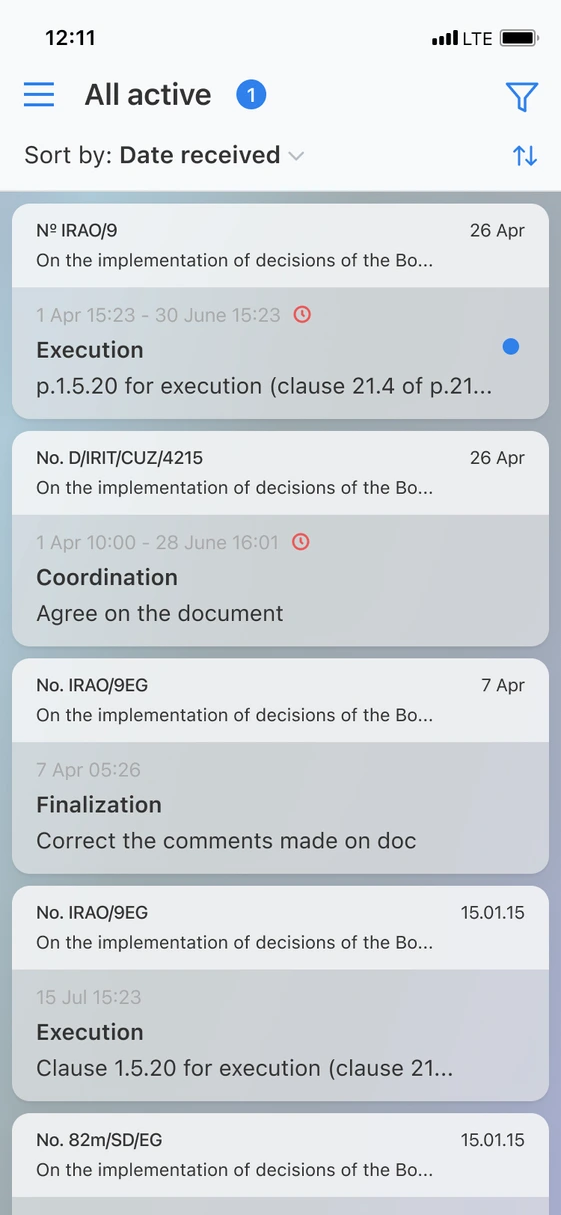 12:11
LTE
All active
1
Sort by: Date received
Nº IRAO/9
26 Apr
On the implementation of decisions of the Bo...
1 Apr 15:23 - 30 June 15:23
Execution
p.1.5.20 for execution (clause 21.4 of p.21...
No. D/IRIT/CUZ/4215
26 Apr
On the implementation of decisions of the Bo...
1 Apr 10:00 - 28 June 16:01
Coordination
Agree on the document
No. IRAO/9EG
7 Apr
On the implementation of decisions of the Bo...
7 Apr 05:26
Finalization
Correct the comments made on doc
No. IRAO/9EG
15.01.15
On the implementation of decisions of the Bo...
15 Jul 15:23
Execution
Clause 1.5.20 for execution (clause 21...
No. 82m/SD/EG
15.01.15
On the implementation of decisions of the Bo...